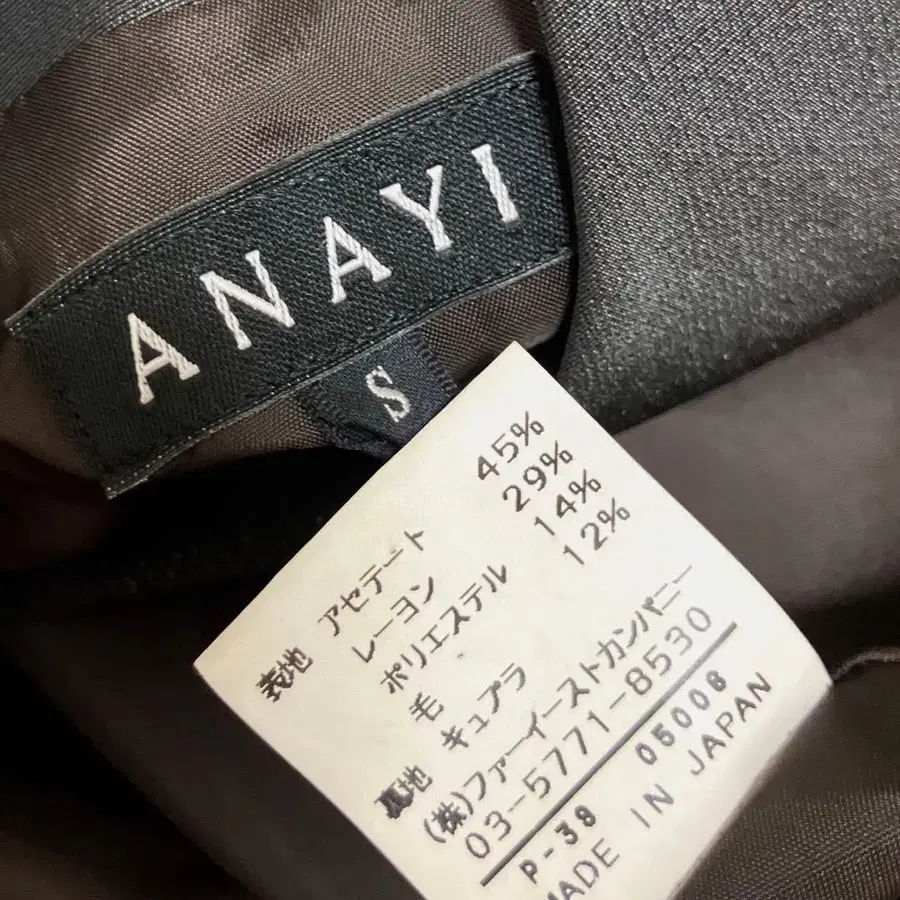 ANAYI
S
表地 アセテート 45%
レーヨン 29%
ポリエステル 14%
毛 12%
裏地 キュプラ
(株)ファーイーストカンパニー
03-5771-8530
P-38 05008
MADE IN JAPAN